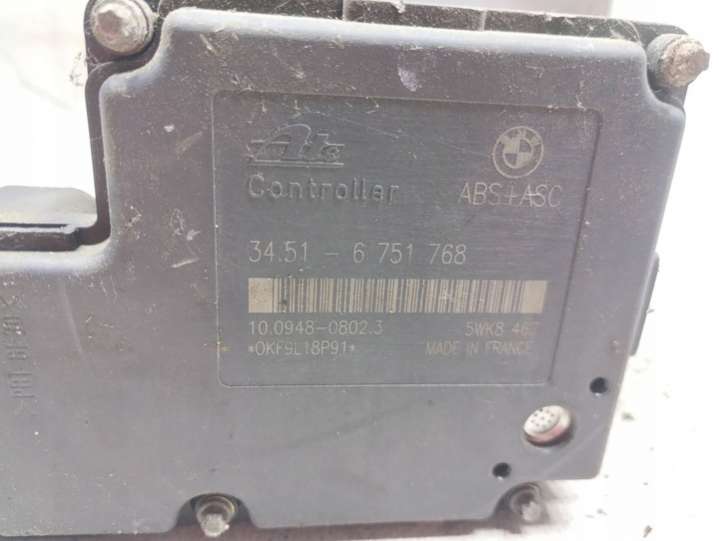 Ate
Controller
ABS+ASC
34.51 - 6 751 768
10.0948-0802.3
5WK8 467
*OKF9L18P91*
MADE IN FRANCE